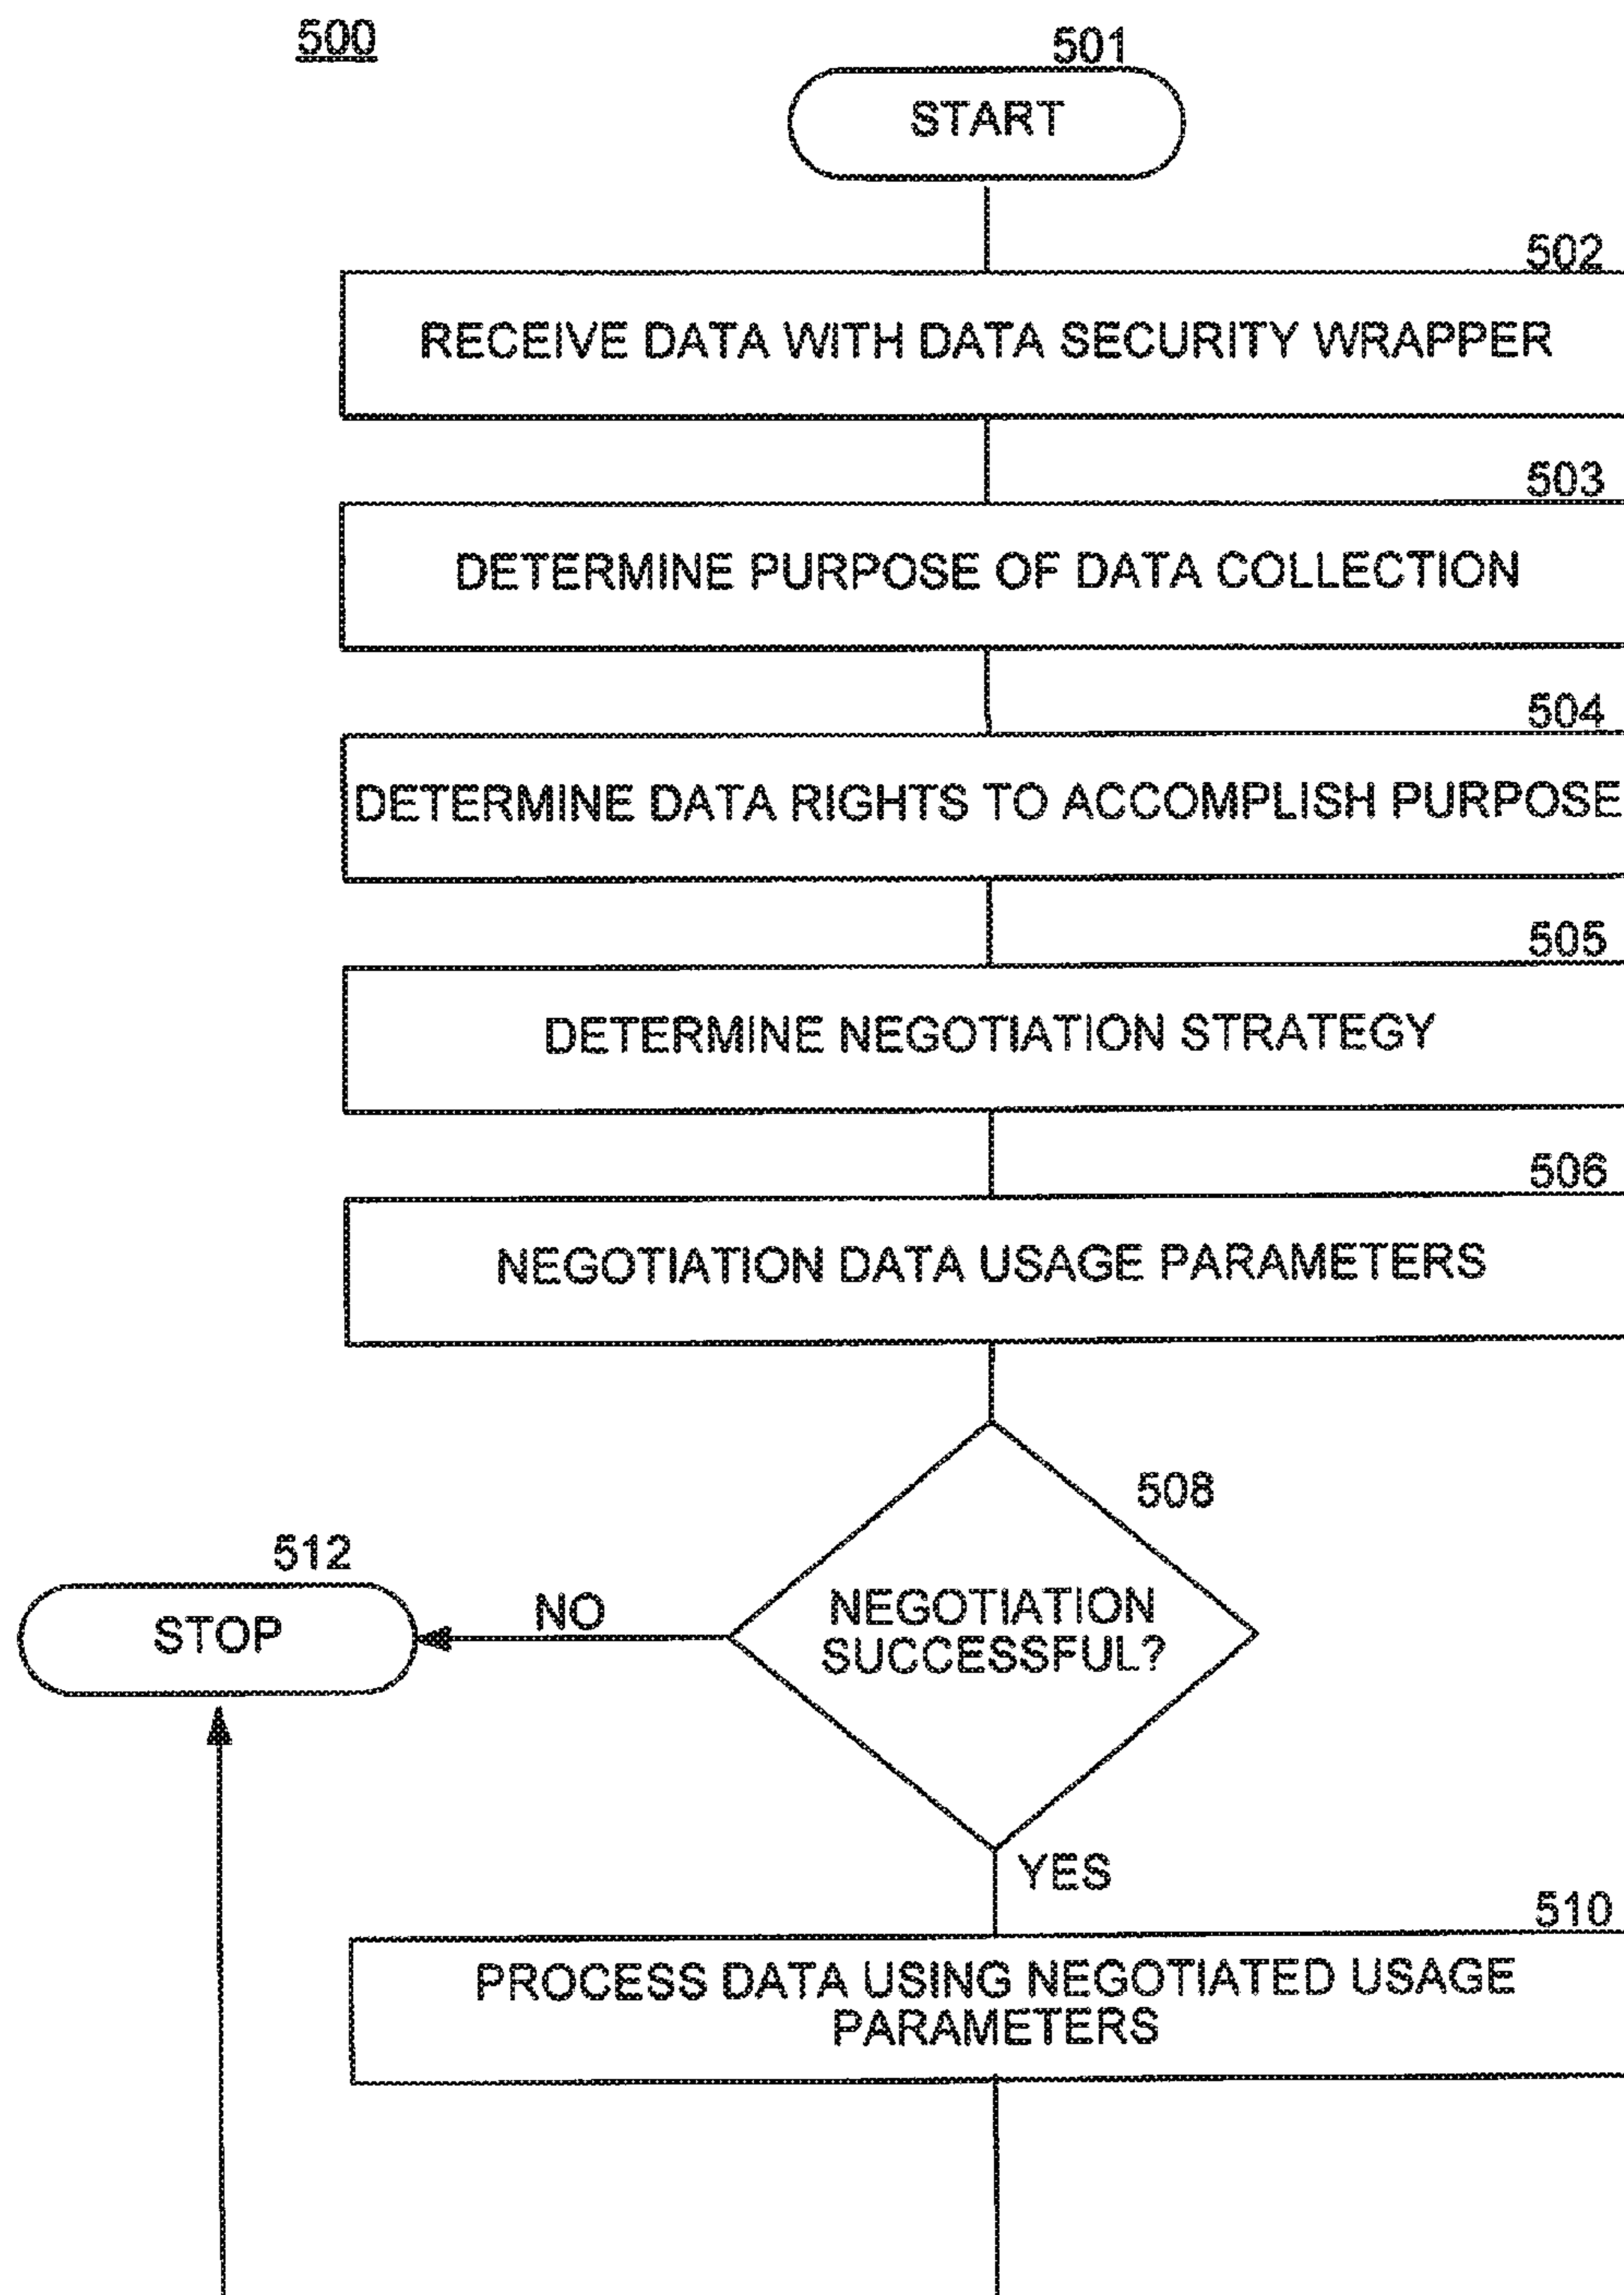 500
501
START
502
RECEIVE DATA WITH DATA SECURITY WRAPPER
503
DETERMINE PURPOSE OF DATA COLLECTION
504
DETERMINE DATA RIGHTS TO ACCOMPLISH PURPOSE
505
DETERMINE NEGOTIATION STRATEGY
506
NEGOTIATION DATA USAGE PARAMETERS
508
NEGOTIATION
SUCCESSFUL?
512
STOP
NO
YES
510
PROCESS DATA USING NEGOTIATED USAGE
PARAMETERS